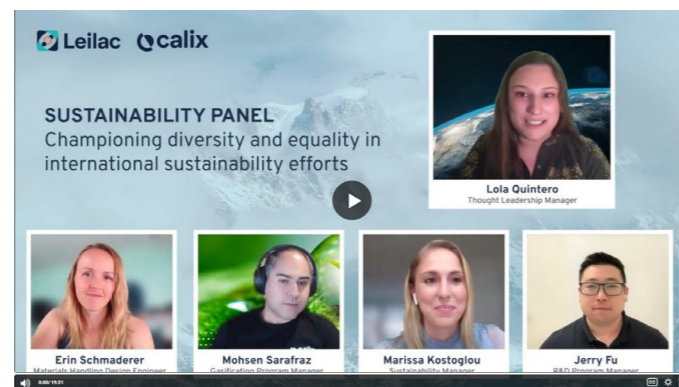 Leilac calix
SUSTAINABILITY PANEL
Championing diversity and equality in
international sustainability efforts
Lola Quintero
Thought Leadership Manager
Erin Schmaderer
Materials Handling Design Engineer
Mohsen Sarafraz
Gasification Program Manager
Marissa Kostoglou
Sustainability Manager
Jerry Fu
R&D Program Manager
0:00/19:31
CC